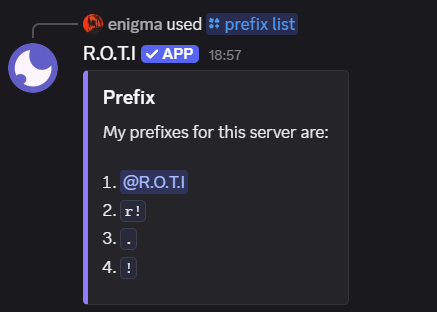 enigma used prefix list
R.O.T.I ✓ APP 18:57
Prefix
My prefixes for this server are:
1. @R.O.T.I
2. r!
3. .
4. !